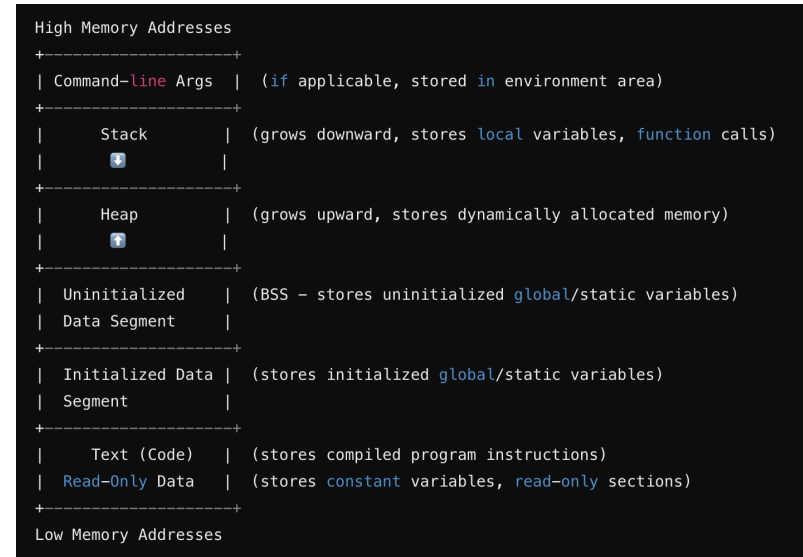 High Memory Addresses
+--------------------+
| Command-line Args  |  (if applicable, stored in environment area)
+--------------------+
|      Stack        |  (grows downward, stores local variables, function calls)
|       ⬇️          |
+--------------------+
|      Heap         |  (grows upward, stores dynamically allocated memory)
|       ⬆️          |
+--------------------+
|  Uninitialized    |  (BSS - stores uninitialized global/static variables)
|  Data Segment     |
+--------------------+
|  Initialized Data |  (stores initialized global/static variables)
|  Segment          |
+--------------------+
|     Text (Code)   |  (stores compiled program instructions)
|  Read-Only Data   |  (stores constant variables, read-only sections)
+--------------------+
Low Memory Addresses